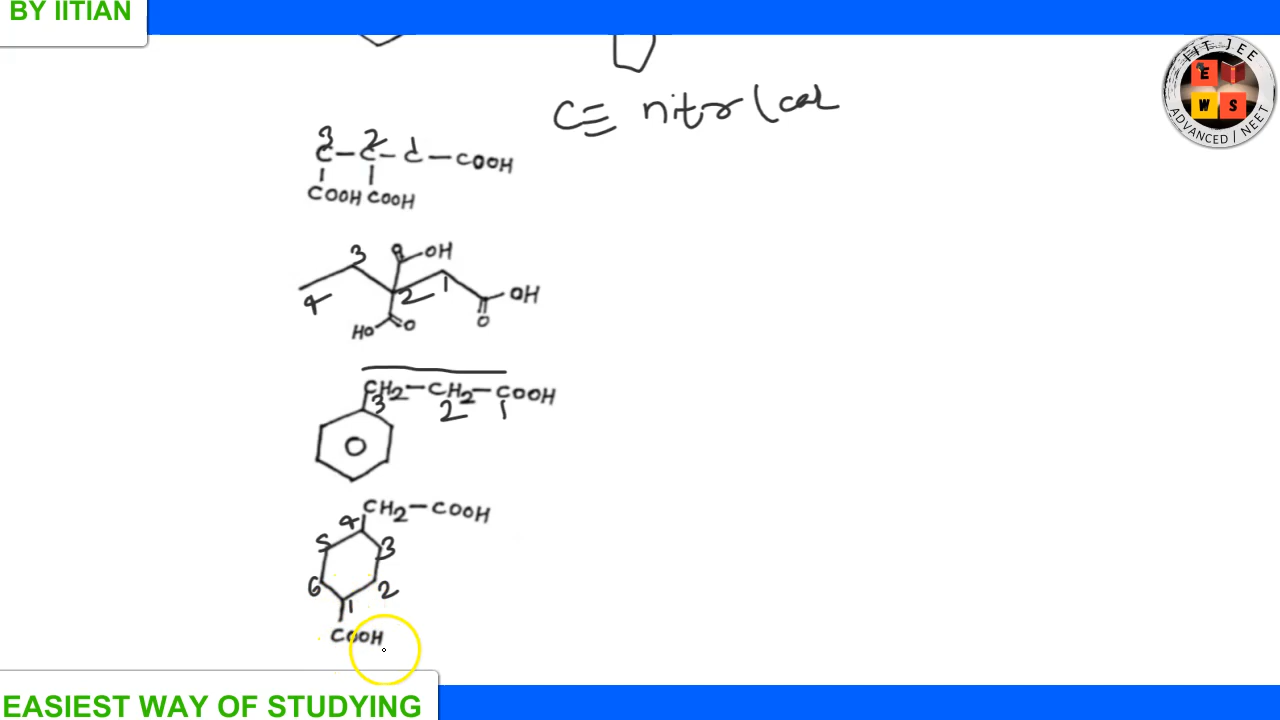 BY IITIAN
IIT JEE
E
W S
ADVANCED / NEET
C≡
3 2 1
C-C-C-COOH
COOH COOH
3 O OH
4 2 1 OH
HO O O
CH2-CH2-COOH
3 2 1
CH2-COOH
4
5 3
6 2
1
COOH
EASIEST WAY OF STUDYING